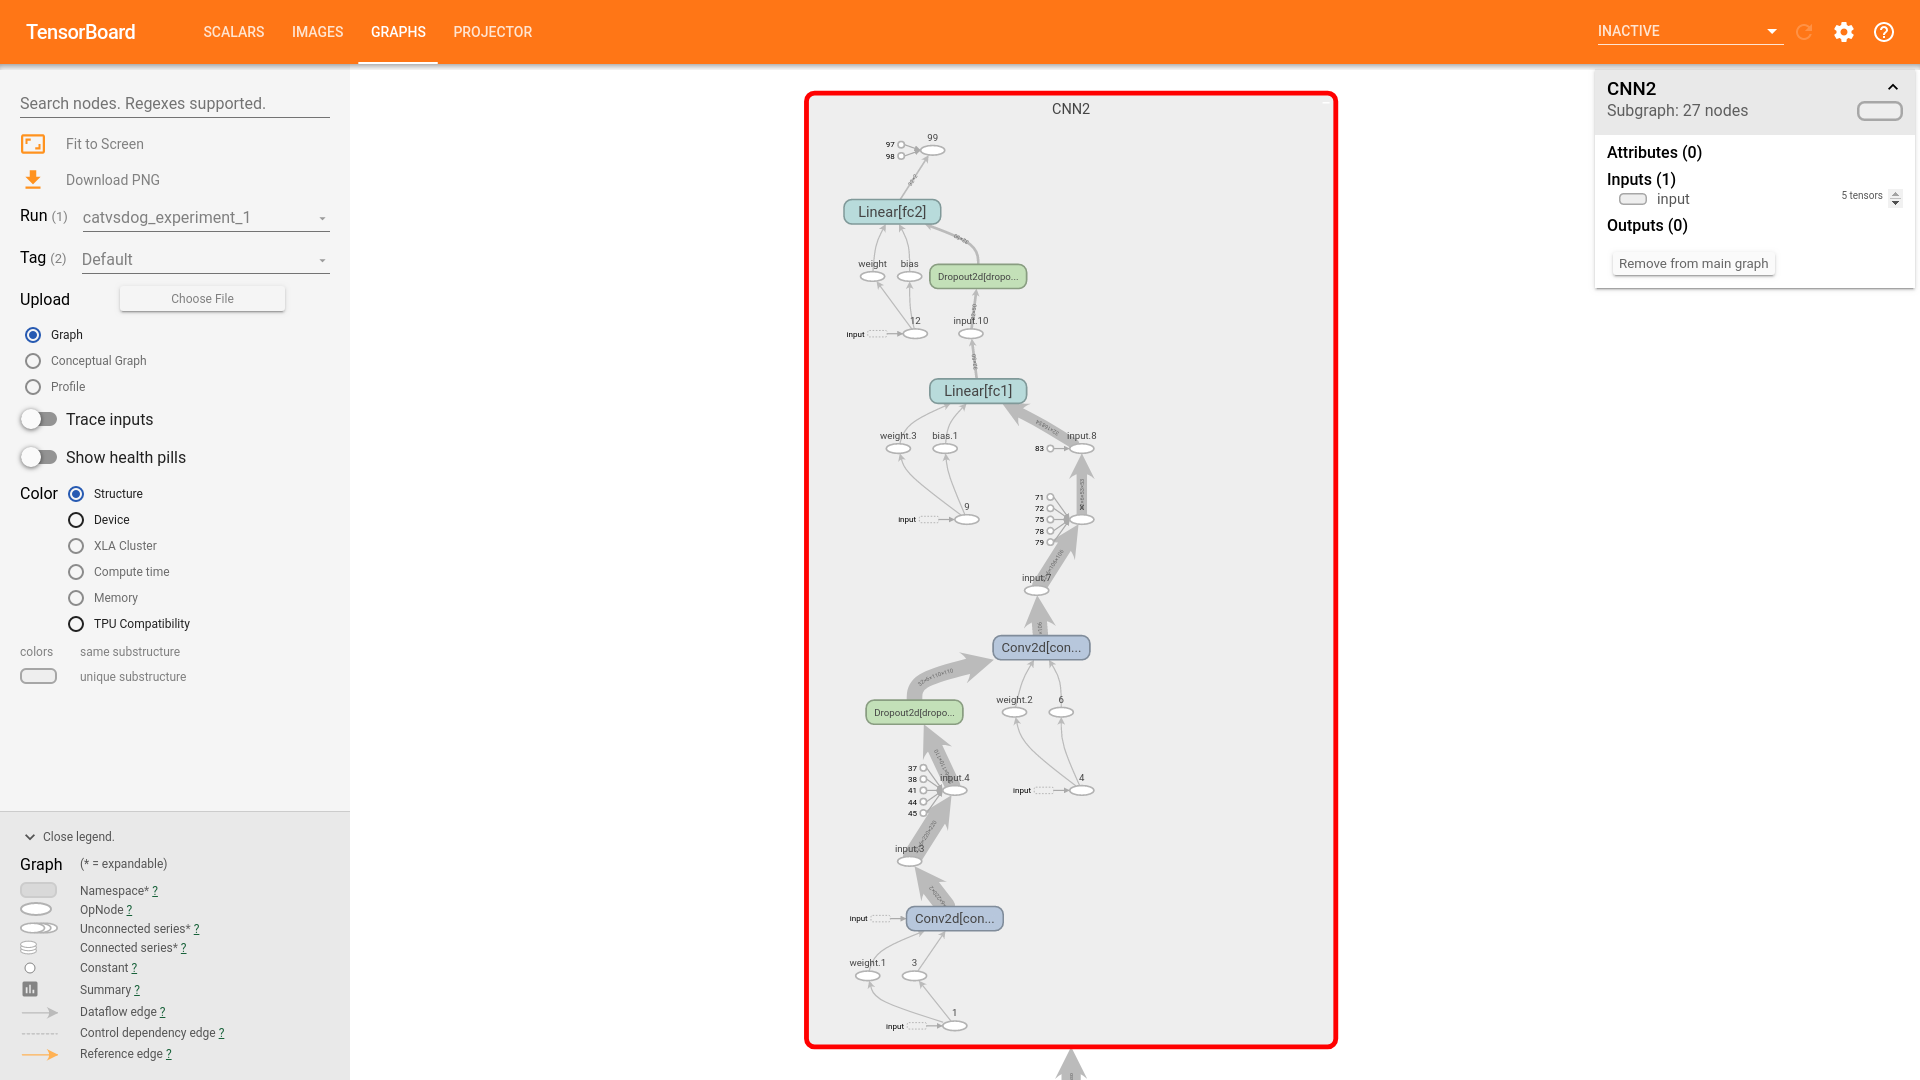 TensorBoard
SCALARS
IMAGES
GRAPHS
PROJECTOR
INACTIVE
Search nodes. Regexes supported.
Fit to Screen
Download PNG
Run (1) catvsdog_experiment_1
Tag (2) Default
Upload Choose File
Graph
Conceptual Graph
Profile
Trace inputs
Show health pills
Color
Structure
Device
XLA Cluster
Compute time
Memory
TPU Compatibility
colors same substructure
unique substructure
Close legend.
Graph (* = expandable)
Namespace* ?
OpNode ?
Unconnected series* ?
Connected series* ?
Constant ?
Summary ?
Dataflow edge ?
Control dependency edge ?
Reference edge ?
CNN2
99
97
98
Linear[fc2]
weight bias
Dropout2d[dropo...
12 input.10
input
Linear[fc1]
weight.3 bias.1 input.8
83
71
72
75
78
79
9
input
input.7
Conv2d[con...
weight.2 6
Dropout2d[dropo...
37
38
41
44
45
input.4
4
input
input.3
Conv2d[con...
input
weight.1 3
1
input
CNN2
Subgraph: 27 nodes
Attributes (0)
Inputs (1)
input 5 tensors
Outputs (0)
Remove from main graph